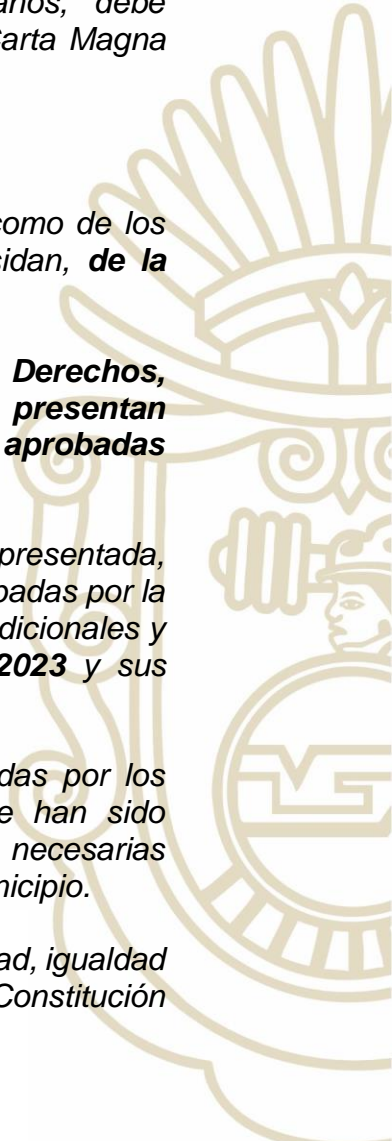 anos, debe
Carta Magna
como de los
sidan, de la
Derechos,
presentan
aprobadas
presentada,
badas por la
dicionales y
2023 y sus
das por los
e han sido
necesarias
nicipio.
ad, igualdad
Constitución